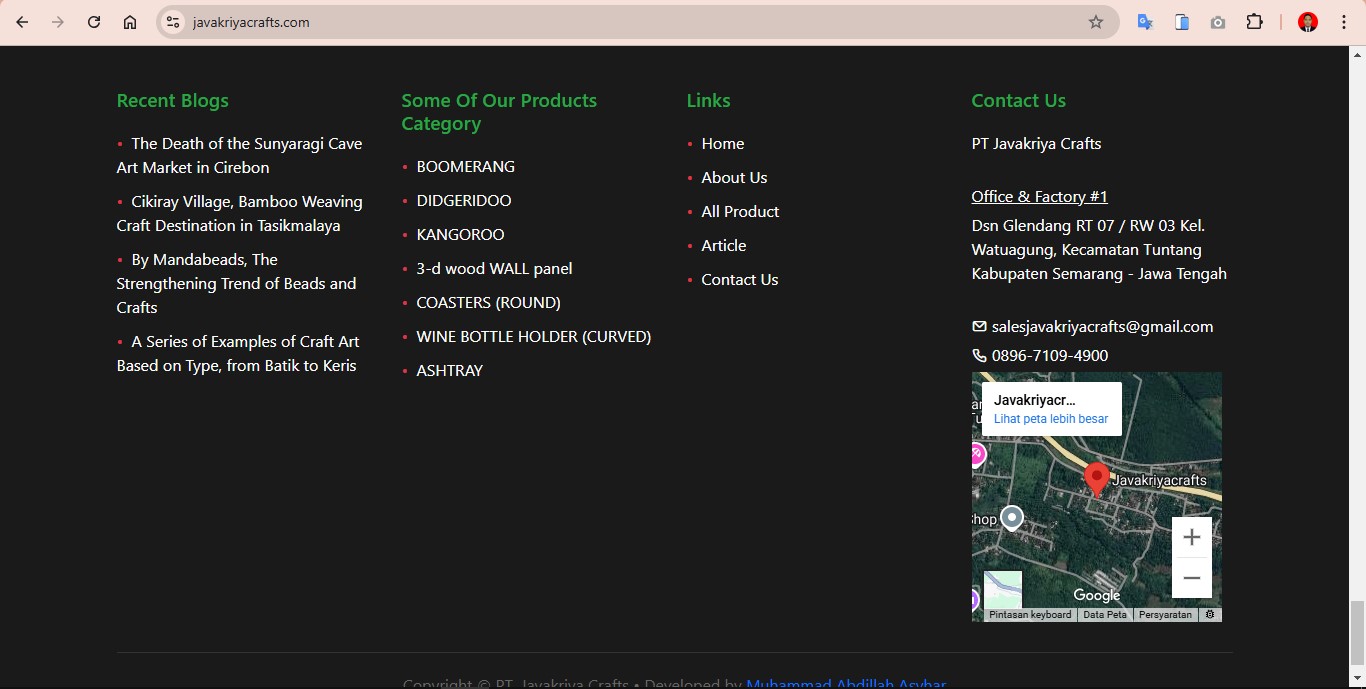 javakriyacrafts.com
Recent Blogs
• The Death of the Sunyaragi Cave
Art Market in Cirebon
• Cikiray Village, Bamboo Weaving
Craft Destination in Tasikmalaya
• By Mandabeads, The
Strengthening Trend of Beads and
Crafts
• A Series of Examples of Craft Art
Based on Type, from Batik to Keris
Some Of Our Products
Category
• BOOMERANG
• DIDGERIDOO
• KANGOROO
• 3-d wood WALL panel
• COASTERS (ROUND)
• WINE BOTTLE HOLDER (CURVED)
• ASHTRAY
Links
• Home
• About Us
• All Product
• Article
• Contact Us
Contact Us
PT Javakriya Crafts
Office & Factory #1
Dsn Glendang RT 07 / RW 03 Kel.
Watuagung, Kecamatan Tuntang
Kabupaten Semarang - Jawa Tengah
salesjavakriyacrafts@gmail.com
0896-7109-4900
Javakriyacr...
Lihat peta lebih besar
Javakriyacrafts
Google
Pintasan keyboard Data Peta Persyaratan
Copyright © PT. Javakriya Crafts • Developed by Muhammad Abdillah Asyhar